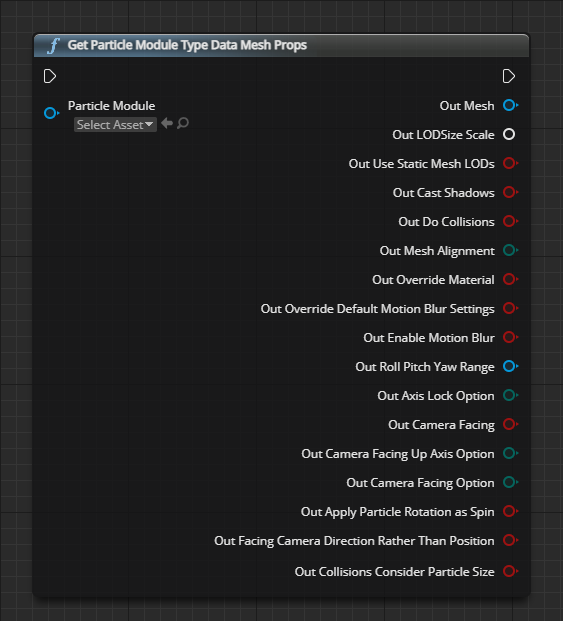 f Get Particle Module Type Data Mesh Props
Particle Module
Select Asset
Out Mesh
Out LODSize Scale
Out Use Static Mesh LODs
Out Cast Shadows
Out Do Collisions
Out Mesh Alignment
Out Override Material
Out Override Default Motion Blur Settings
Out Enable Motion Blur
Out Roll Pitch Yaw Range
Out Axis Lock Option
Out Camera Facing
Out Camera Facing Up Axis Option
Out Camera Facing Option
Out Apply Particle Rotation as Spin
Out Facing Camera Direction Rather Than Position
Out Collisions Consider Particle Size